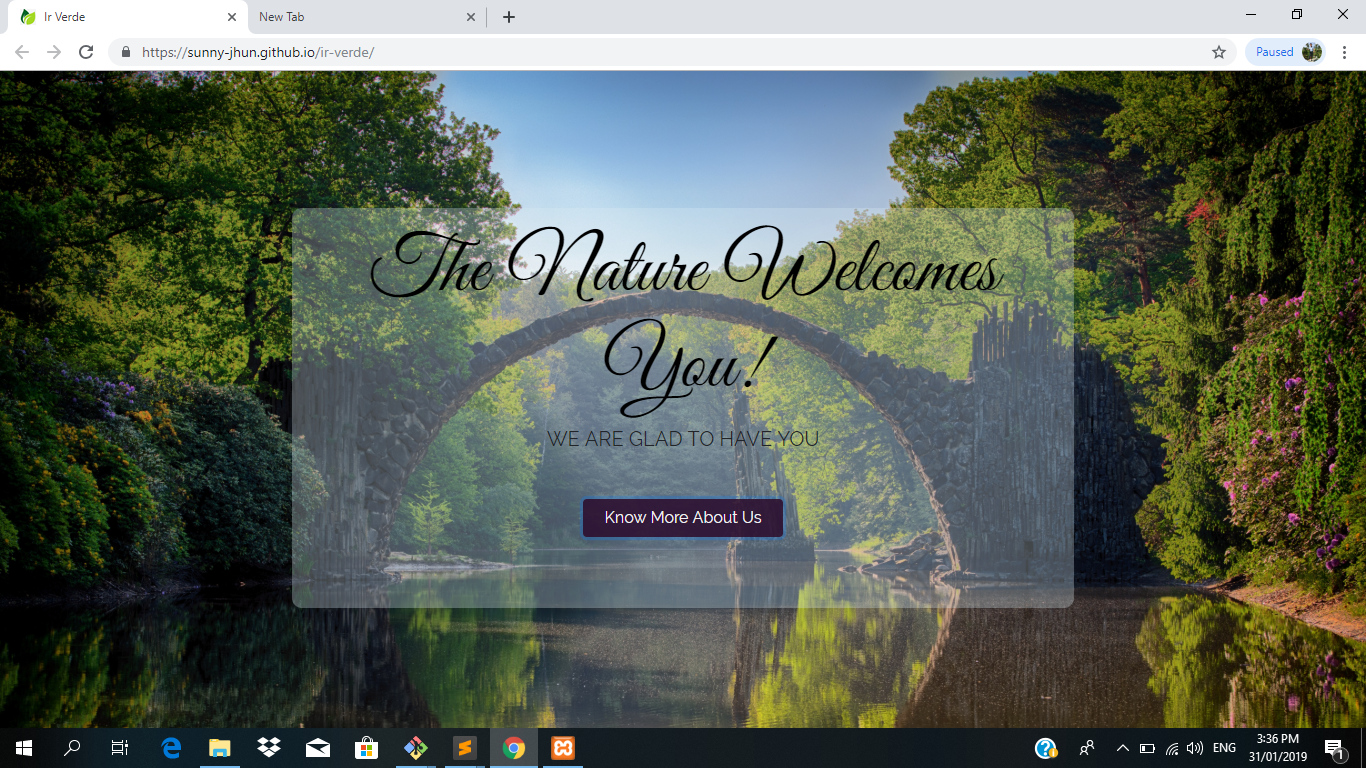 Ir Verde
New Tab
https://sunny-jhun.github.io/ir-verde/
Paused
The Nature Welcomes
You!
WE ARE GLAD TO HAVE YOU
Know More About Us
ENG
3:36 PM
31/01/2019
1